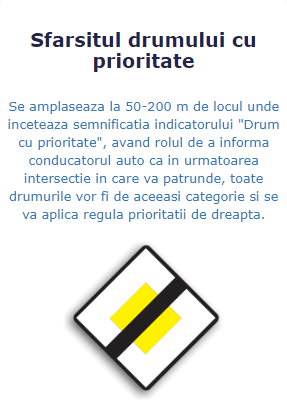 Sfarsitul drumului cu
prioritate
Se amplaseaza la 50-200 m de locul unde
inceteaza semnificatia indicatorului "Drum
cu prioritate", avand rolul de a informa
conducatorul auto ca in urmatoarea
intersectie in care va patrunde, toate
drumurile vor fi de aceeasi categorie si se
va aplica regula prioritatii de dreapta.